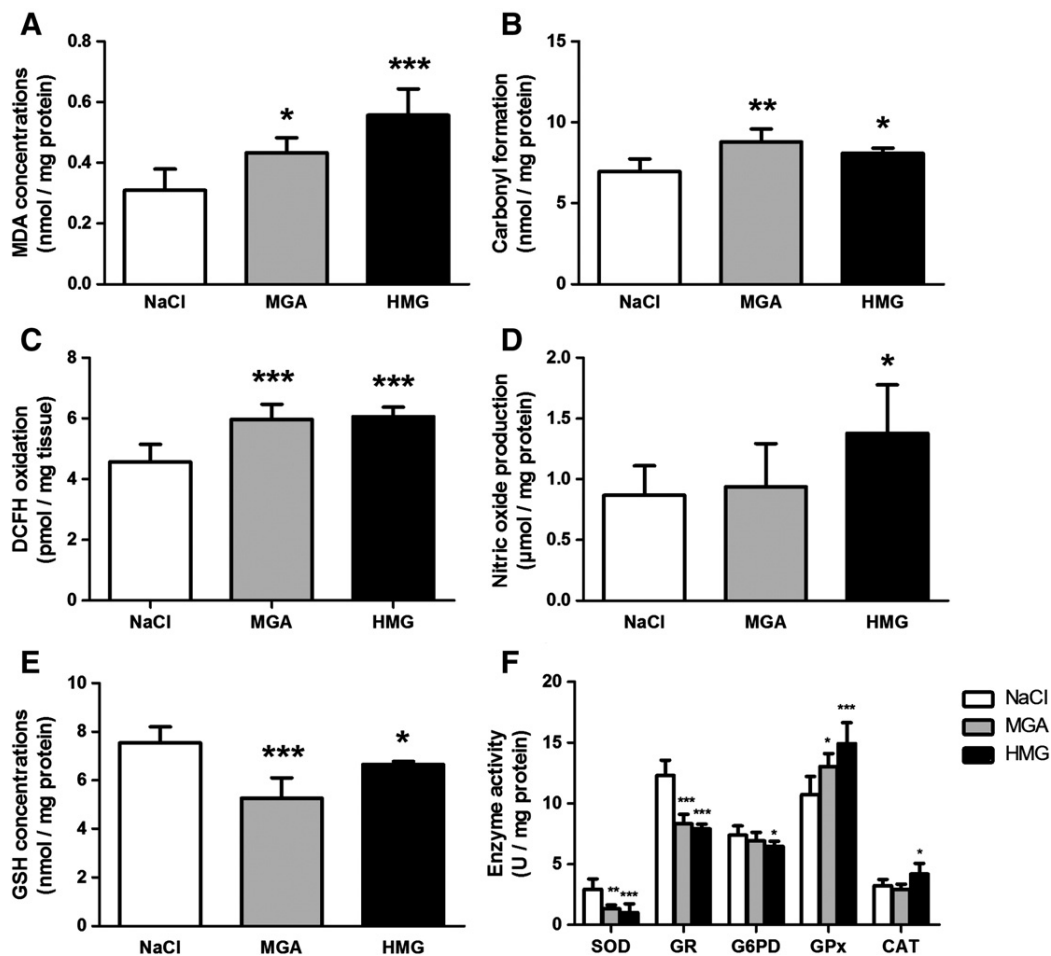 A
MDA concentrations
(nmol / mg protein)
0.8
0.6
0.4
0.2
0.0
*
***
NaCl
MGA
HMG
B
Carbonyl formation
(nmol / mg protein)
15
10
5
0
**
*
NaCl
MGA
HMG
C
DCFH oxidation
(pmol / mg tissue)
8
6
4
2
0
***
***
NaCl
MGA
HMG
D
Nitric oxide production
(μmol / mg protein)
2.0
1.5
1.0
0.5
0.0
*
NaCl
MGA
HMG
E
GSH concentrations
(nmol / mg protein)
10
8
6
4
2
0
***
*
NaCl
MGA
HMG
F
Enzyme activity
(U / mg protein)
20
15
10
5
0
** ***
*** ***
*
* ***
*
SOD GR G6PD GPx CAT
NaCl
MGA
HMG